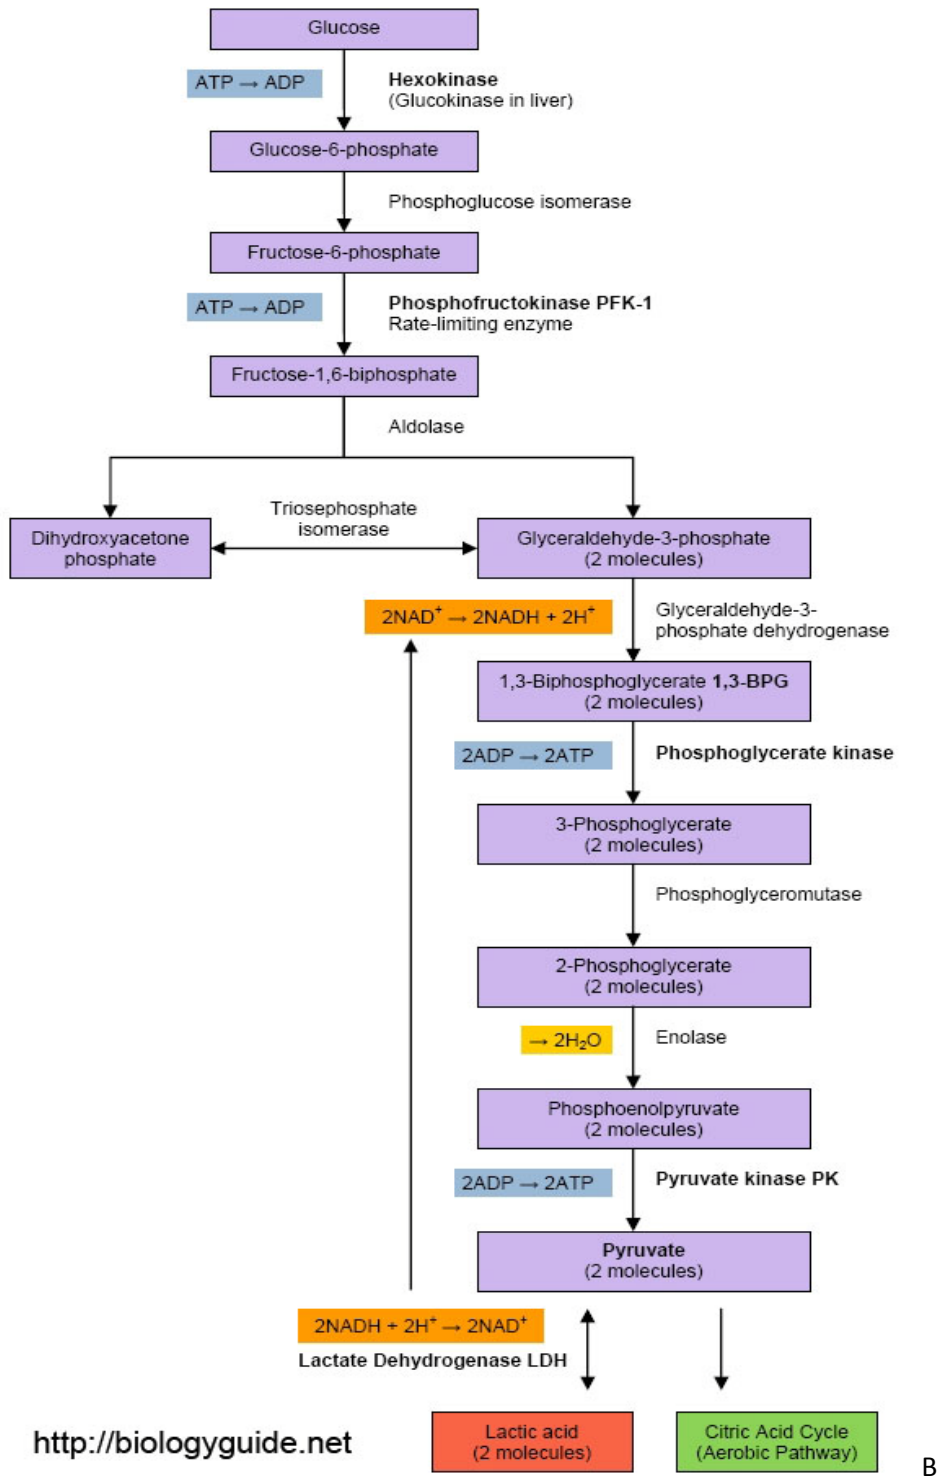 Glucose
ATP → ADP
Hexokinase
(Glucokinase in liver)
Glucose-6-phosphate
Phosphoglucose isomerase
Fructose-6-phosphate
ATP → ADP
Phosphofructokinase PFK-1
Rate-limiting enzyme
Fructose-1,6-biphosphate
Aldolase
Triosephosphate
isomerase
Dihydroxyacetone
phosphate
Glyceraldehyde-3-phosphate
(2 molecules)
2NAD⁺ → 2NADH + 2H⁺
Glyceraldehyde-3-
phosphate dehydrogenase
1,3-Biphosphoglycerate 1,3-BPG
(2 molecules)
2ADP → 2ATP
Phosphoglycerate kinase
3-Phosphoglycerate
(2 molecules)
Phosphoglyceromutase
2-Phosphoglycerate
(2 molecules)
→ 2H₂O
Enolase
Phosphoenolpyruvate
(2 molecules)
2ADP → 2ATP
Pyruvate kinase PK
Pyruvate
(2 molecules)
2NADH + 2H⁺ → 2NAD⁺
Lactate Dehydrogenase LDH
Lactic acid
(2 molecules)
Citric Acid Cycle
(Aerobic Pathway)
http://biologyguide.net
B